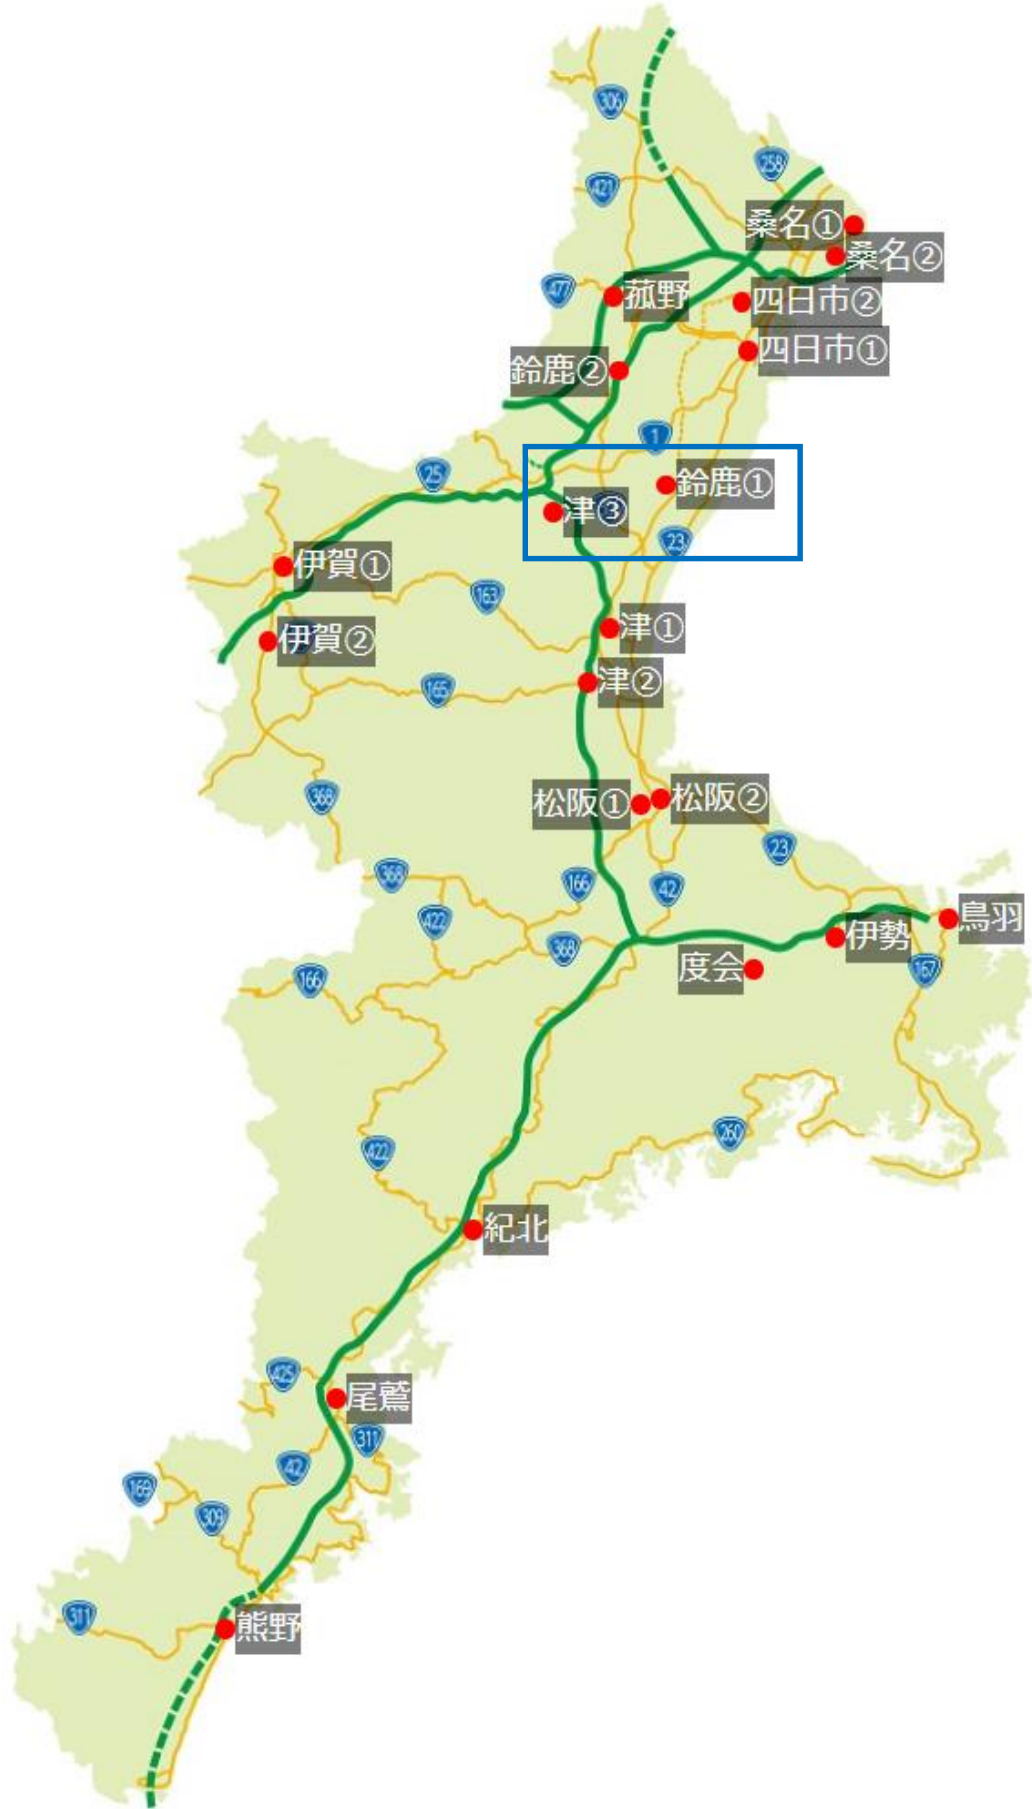 306
258
421
桑名①
桑名②
477
菰野
四日市②
四日市①
鈴鹿②
1
25
鈴鹿①
津③
23
伊賀①
163
津①
伊賀②
津②
165
368
松阪①
松阪②
23
368
166
42
422
鳥羽
伊勢
368
度会
167
166
260
422
紀北
425
尾鷲
311
42
169
309
311
熊野